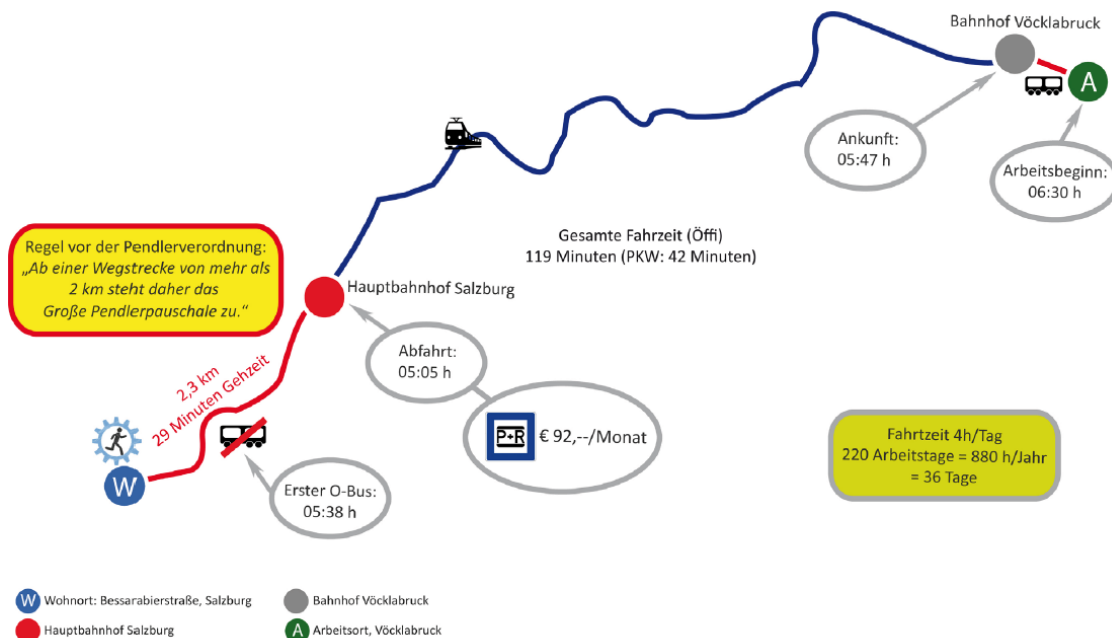 Bahnhof Vöcklabruck
A
Ankunft:
05:47 h
Arbeitsbeginn:
06:30 h
Gesamte Fahrzeit (Öffi)
119 Minuten (PKW: 42 Minuten)
Regel vor der Pendlerverordnung:
„Ab einer Wegstrecke von mehr als
2 km steht daher das
Große Pendlerpauschale zu.“
Hauptbahnhof Salzburg
Abfahrt:
05:05 h
2,3 km
29 Minuten Gehzeit
P+R
€ 92,--/Monat
W
Erster O-Bus:
05:38 h
Fahrtzeit 4h/Tag
220 Arbeitstage = 880 h/Jahr
= 36 Tage
W Wohnort: Bessarabierstraße, Salzburg
Hauptbahnhof Salzburg
Bahnhof Vöcklabruck
A Arbeitsort, Vöcklabruck